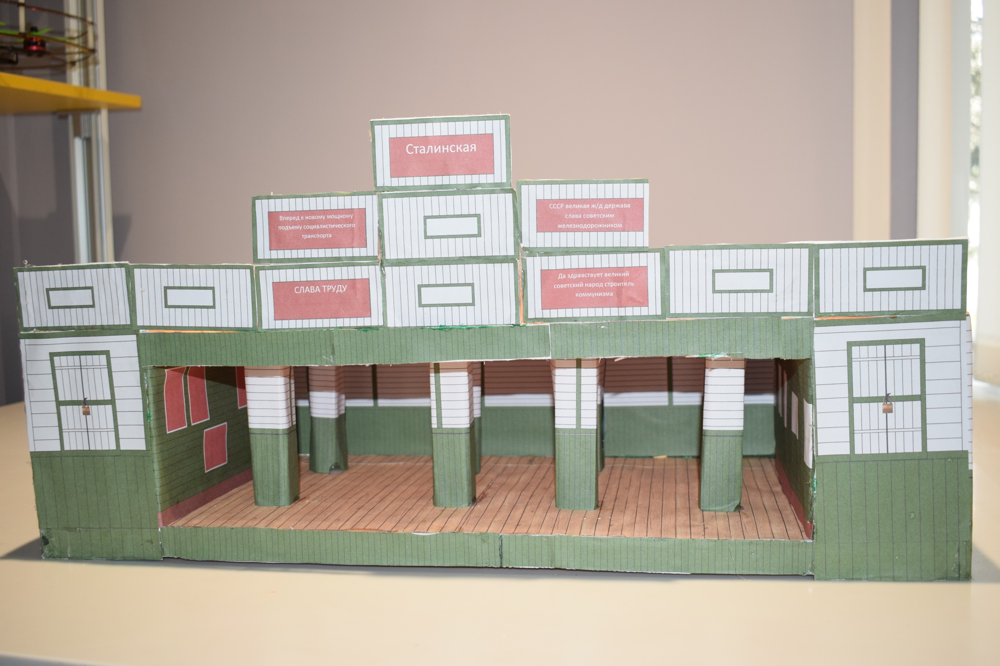 Сталинская
Вперед к новому мощному
подъему социалистического
транспорта
СССР великая ж/д держава
слава советским
железнодорожником
СЛАВА ТРУДУ
Да здравствует великий
советский народ строитель
коммунизма